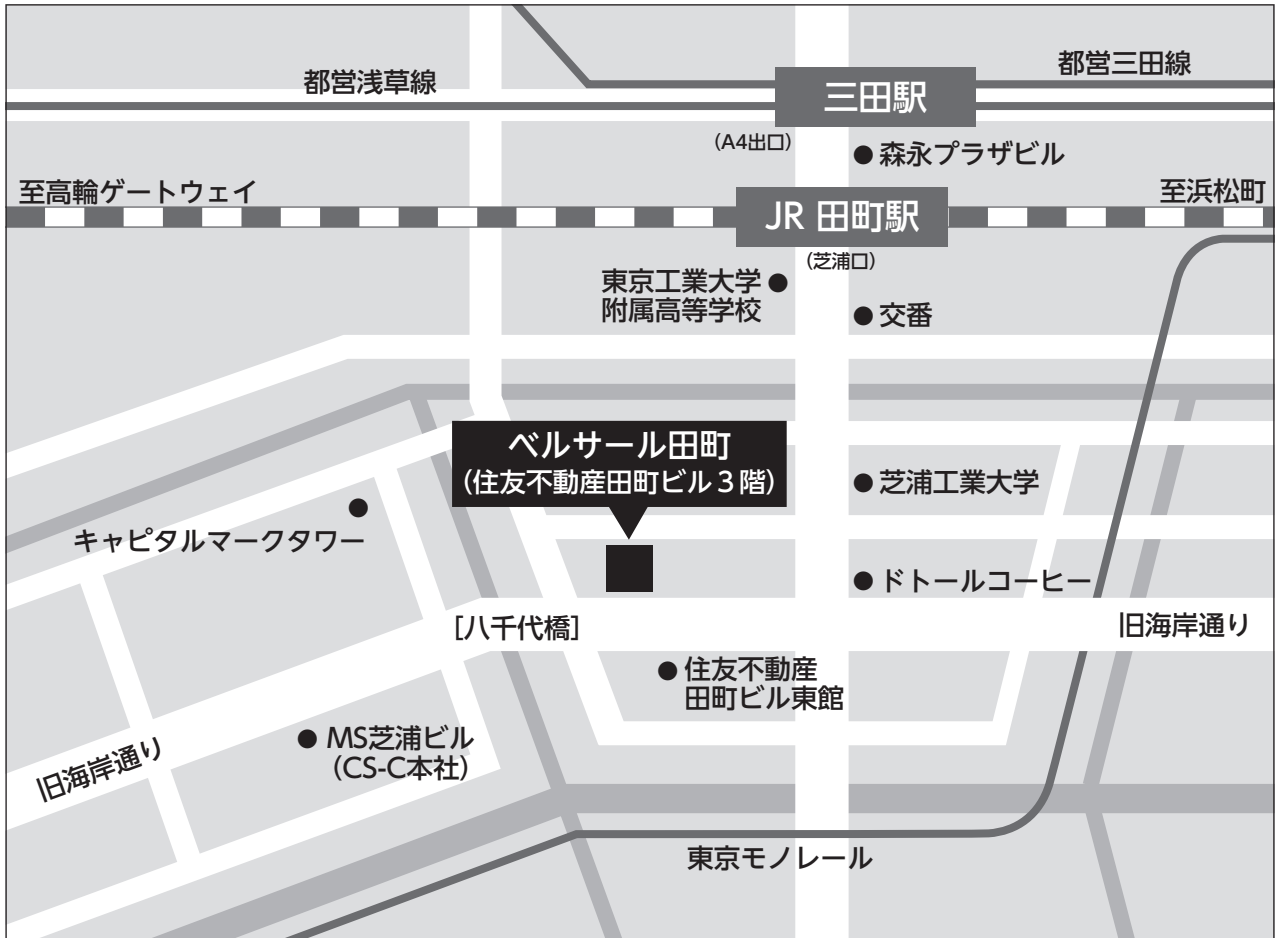 都営浅草線
都営三田線
三田駅
(A4出口)
森永プラザビル
至高輪ゲートウェイ
至浜松町
JR 田町駅
(芝浦口)
東京工業大学
附属高等学校
交番
ベルサール田町
(住友不動産田町ビル3階)
芝浦工業大学
キャピタルマークタワー
ドトールコーヒー
[八千代橋]
旧海岸通り
住友不動産
田町ビル東館
MS芝浦ビル
(CS-C本社)
旧海岸通り
東京モノレール